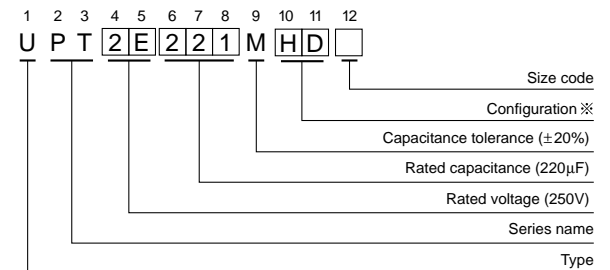 1 2 3 4 5 6 7 8 9 10 11 12
U P T 2 E 2 2 1 M H D
Size code
Configuration ※
Capacitance tolerance (±20%)
Rated capacitance (220μF)
Rated voltage (250V)
Series name
Type